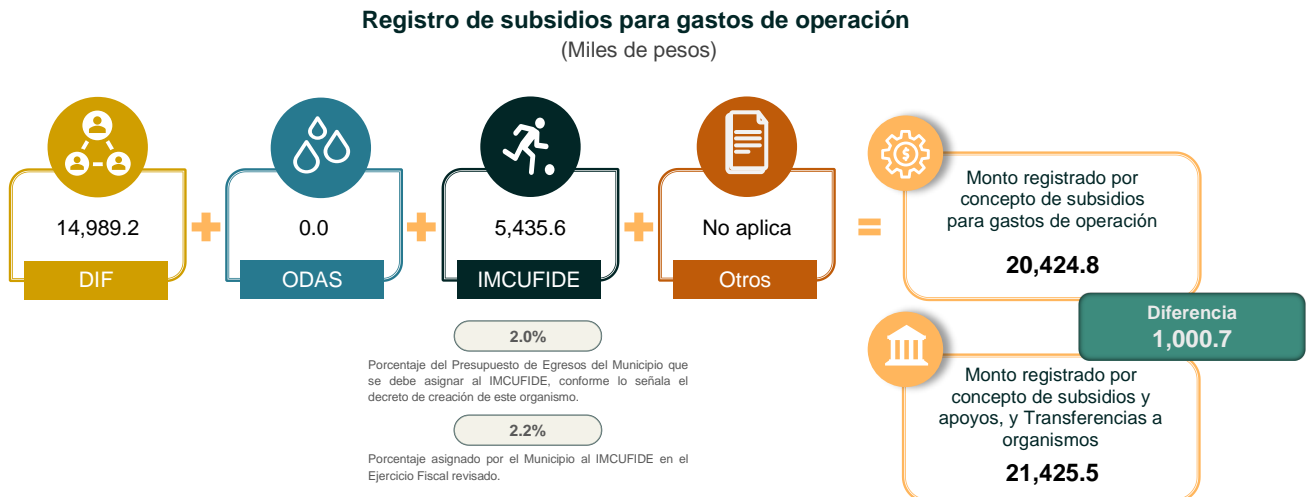 Registro de subsidios para gastos de operación
(Miles de pesos)
14,989.2
DIF
0.0
ODAS
5,435.6
IMCUFIDE
No aplica
Otros
2.0%
Porcentaje del Presupuesto de Egresos del Municipio que
se debe asignar al IMCUFIDE, conforme lo señala el
decreto de creación de este organismo.
2.2%
Porcentaje asignado por el Municipio al IMCUFIDE en el
Ejercicio Fiscal revisado.
Monto registrado por
concepto de subsidios
para gastos de operación
20,424.8
Diferencia
1,000.7
Monto registrado por
concepto de subsidios y
apoyos, y Transferencias a
organismos
21,425.5